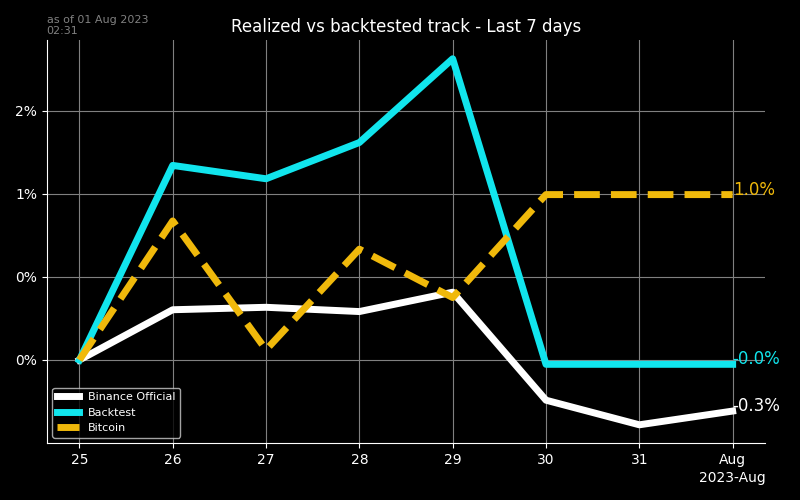 as of 01 Aug 2023
02:31
Realized vs backtested track - Last 7 days
2%
1%
0%
0%
1.0%
-0.0%
-0.3%
Binance Official
Backtest
Bitcoin
25 26 27 28 29 30 31 Aug
2023-Aug